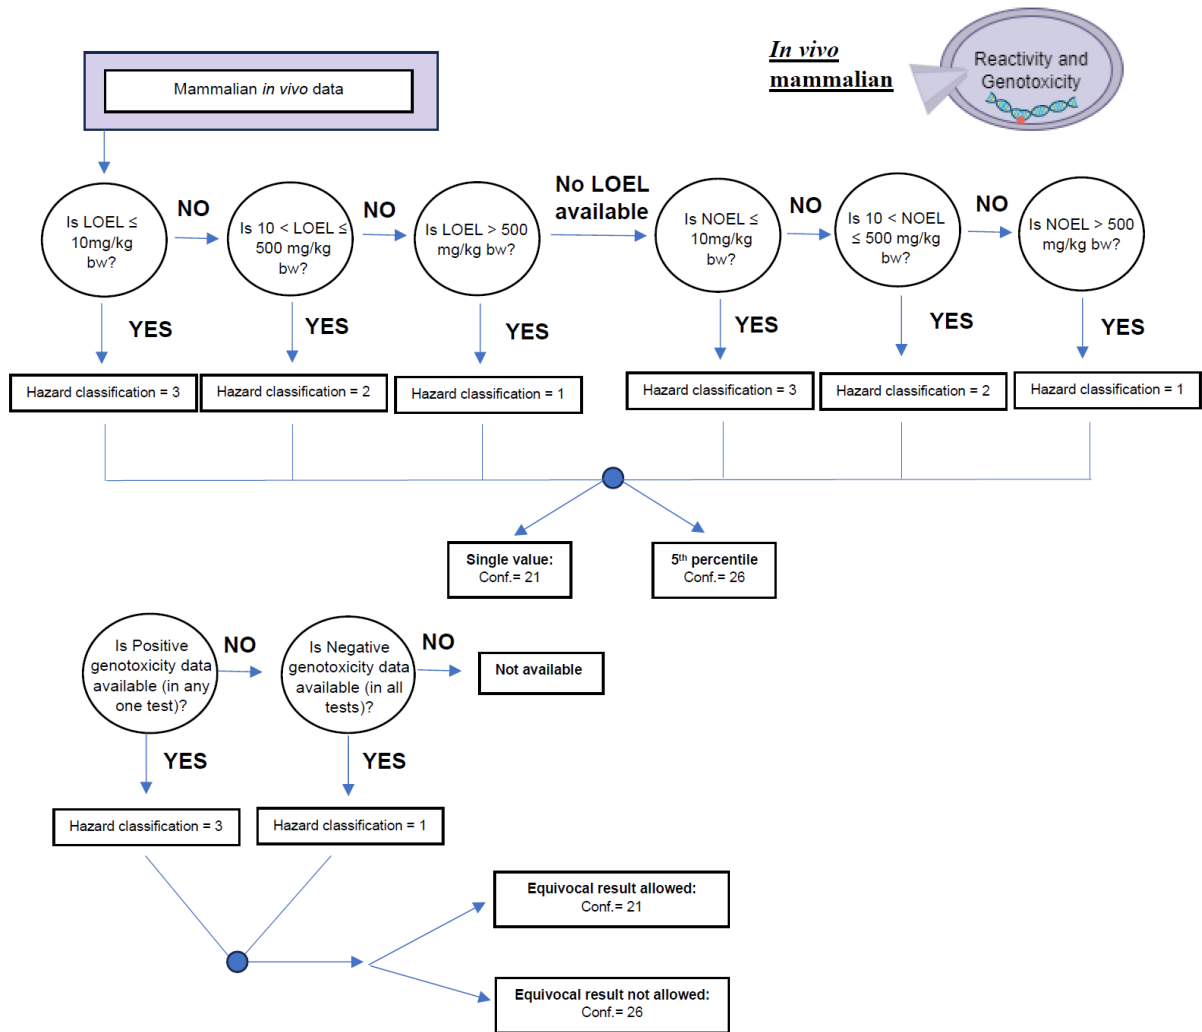 In vivo
mammalian
Reactivity and
Genotoxicity
Mammalian in vivo data
Is LOEL ≤
10mg/kg
bw?
NO
Is 10 < LOEL ≤
500 mg/kg
bw?
NO
Is LOEL > 500
mg/kg bw?
No LOEL
available
Is NOEL ≤
10mg/kg
bw?
NO
Is 10 < NOEL
≤ 500 mg/kg
bw?
NO
Is NOEL > 500
mg/kg bw?
YES
YES
YES
YES
YES
YES
Hazard classification = 3
Hazard classification = 2
Hazard classification = 1
Hazard classification = 3
Hazard classification = 2
Hazard classification = 1
Single value:
Conf.= 21
5th percentile
Conf.= 26
Is Positive
genotoxicity data
available (in any
one test)?
NO
Is Negative
genotoxicity data
available (in all
tests)?
NO
Not available
YES
YES
Hazard classification = 3
Hazard classification = 1
Equivocal result allowed:
Conf.= 21
Equivocal result not allowed:
Conf.= 26